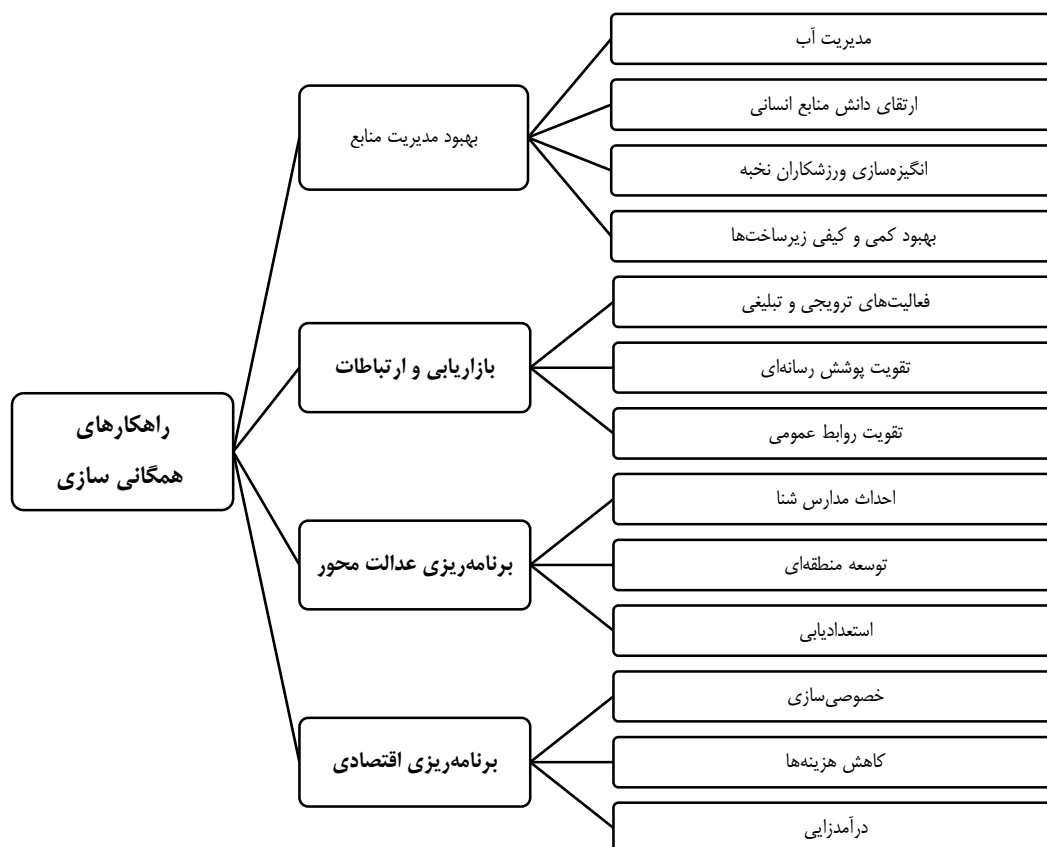 راهکارهای
همگانی سازی
بهبود مدیریت منابع
مدیریت آب
ارتقای دانش منابع انسانی
انگیزه‌سازی ورزشکاران نخبه
بهبود کمی و کیفی زیرساخت‌ها
بازاریابی و ارتباطات
فعالیت‌های ترویجی و تبلیغی
تقویت پوشش رسانه‌ای
تقویت روابط عمومی
برنامه‌ریزی عدالت محور
احداث مدارس شنا
توسعه منطقه‌ای
استعدادیابی
برنامه‌ریزی اقتصادی
خصوصی‌سازی
کاهش هزینه‌ها
درآمدزایی